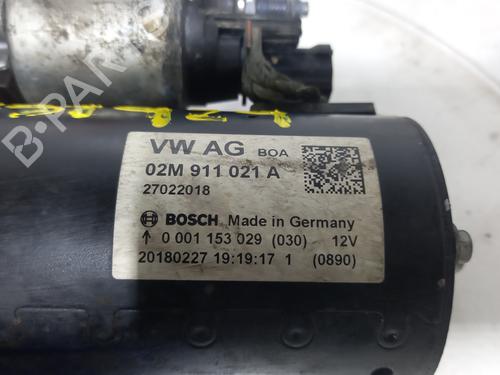 B-PARTS
VW AG BOA
02M 911 021 A
27022018
BOSCH Made in Germany
↑ 0 001 153 029 (030) 12V
20180227 19:19:17 1 (0890)